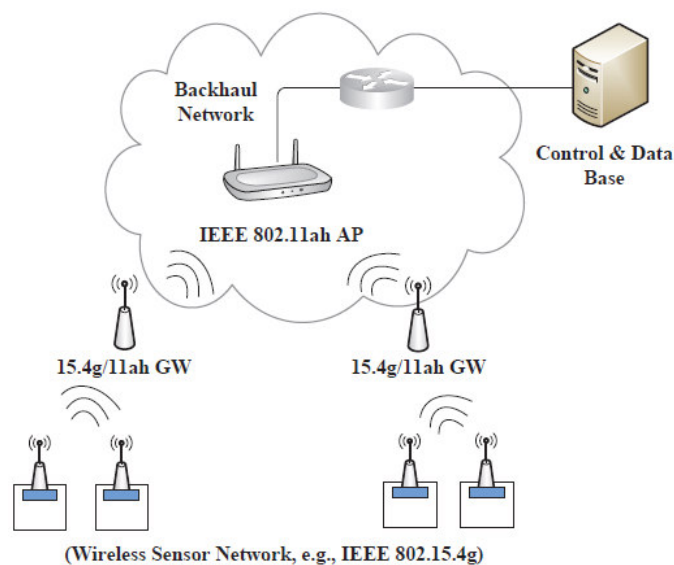 Backhaul
Network
Control & Data
Base
IEEE 802.11ah AP
15.4g/11ah GW
15.4g/11ah GW
(Wireless Sensor Network, e.g., IEEE 802.15.4g)